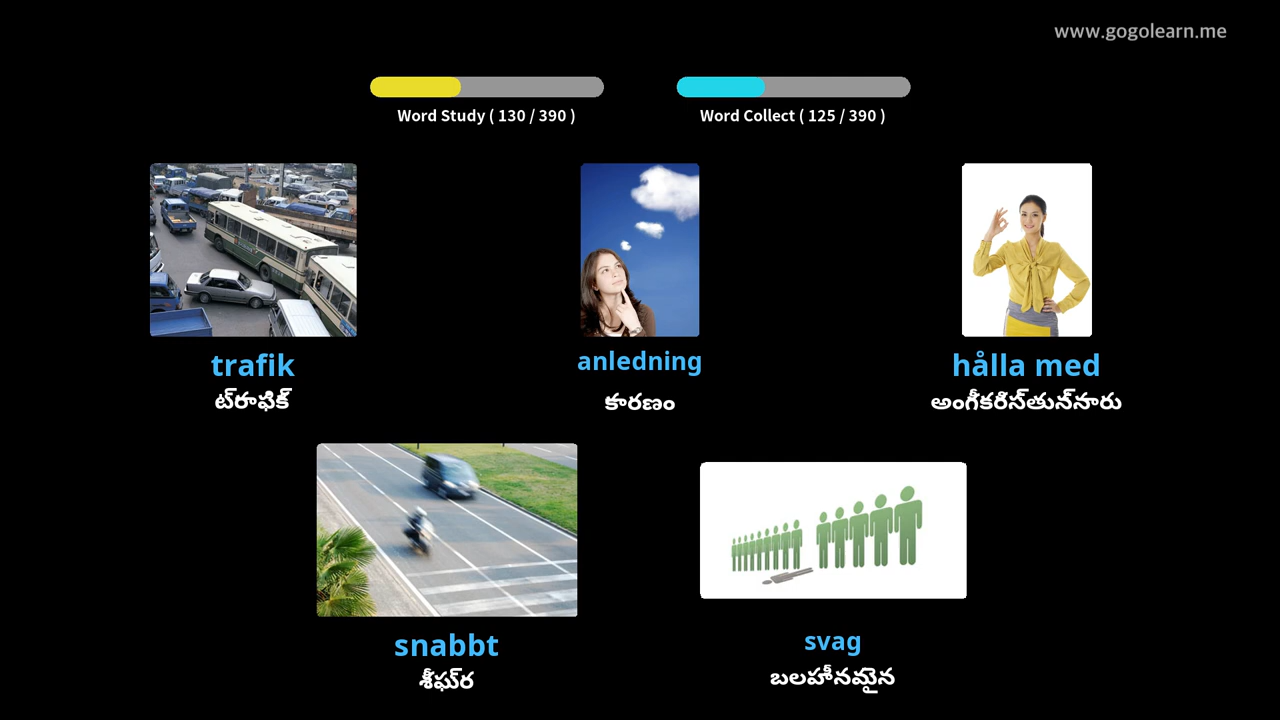 www.gogolearn.me
Word Study ( 130 / 390 )
Word Collect ( 125 / 390 )
trafik
ట్‌రాఫిక్
anledning
కారణం
hålla med
అంగీకరిస్‌తున్‌నారు
snabbt
శీఘ్‌ర
svag
బలహీనమైన